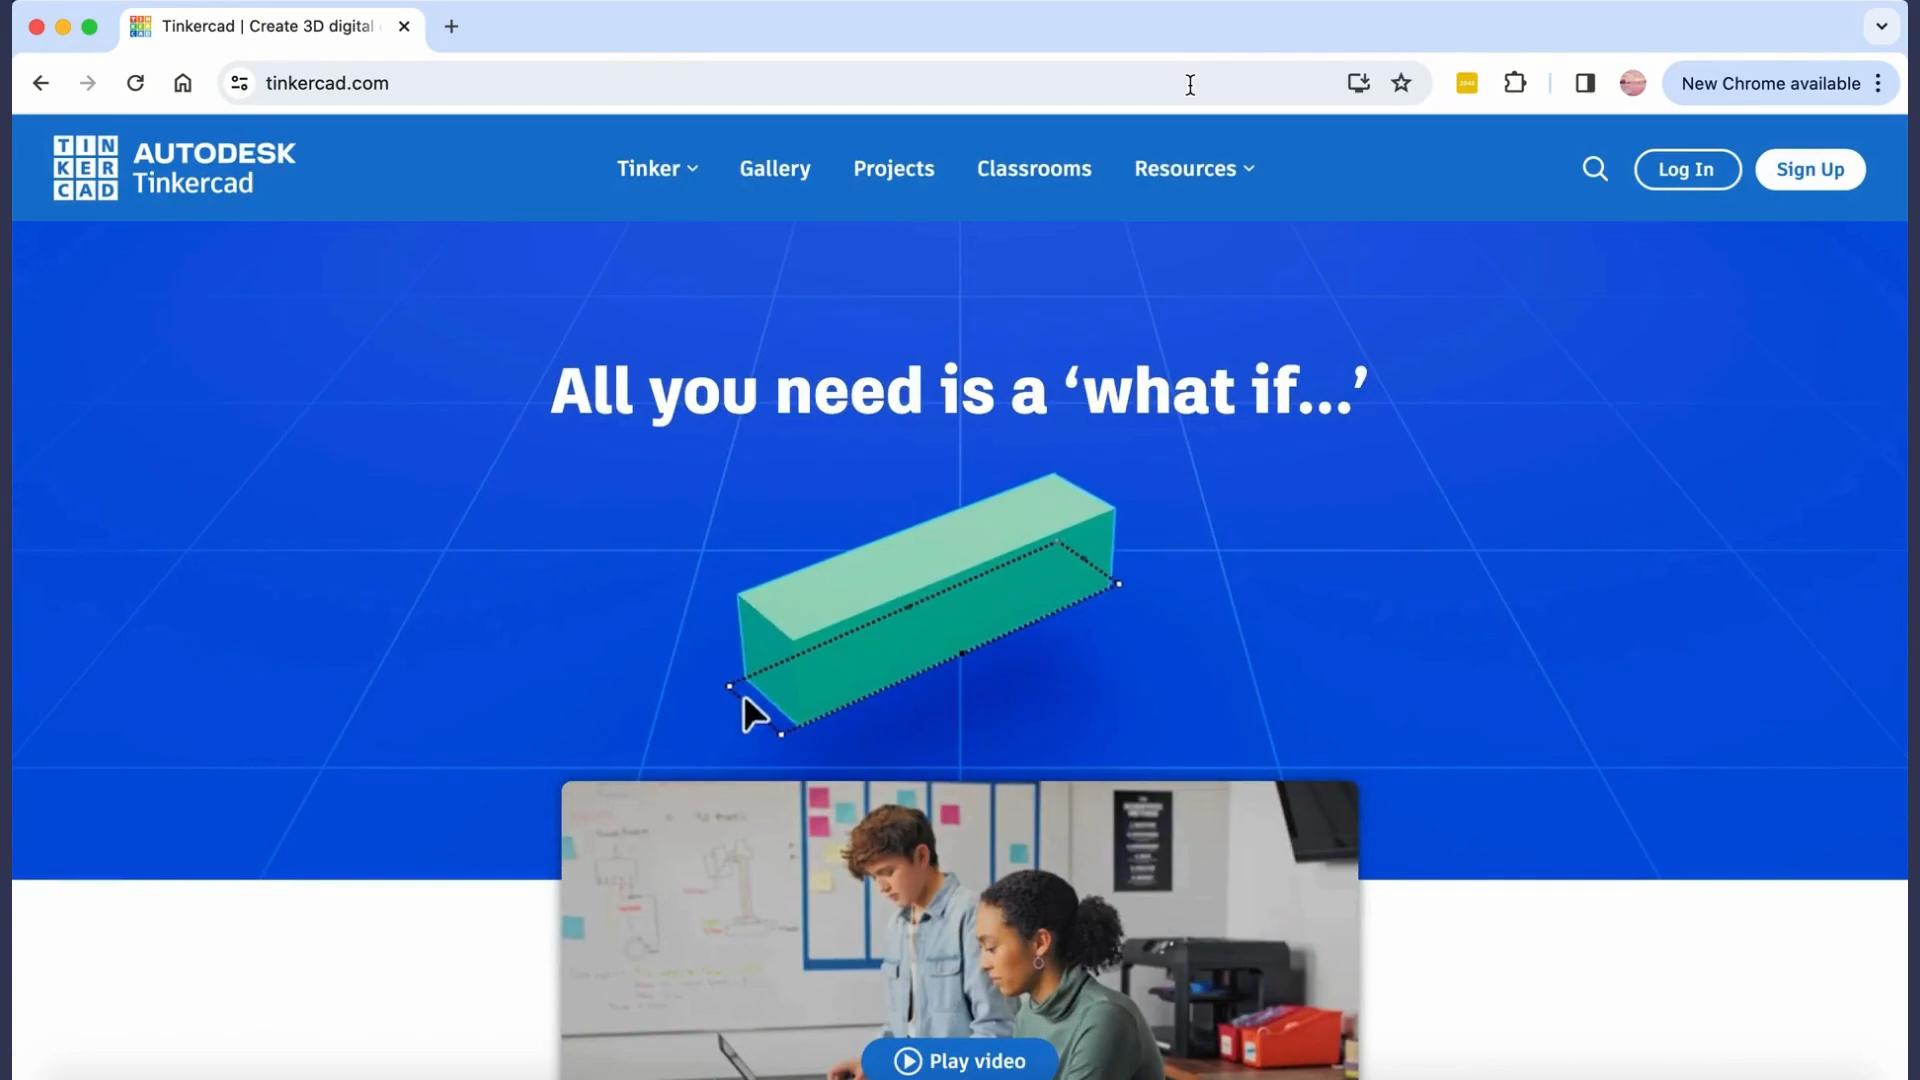 Tinkercad | Create 3D digital
tinkercad.com
New Chrome available
TIN
KER
CAD
AUTODESK
Tinkercad
Tinker
Gallery
Projects
Classrooms
Resources
Log In
Sign Up
All you need is a ‘what if...’
Play video